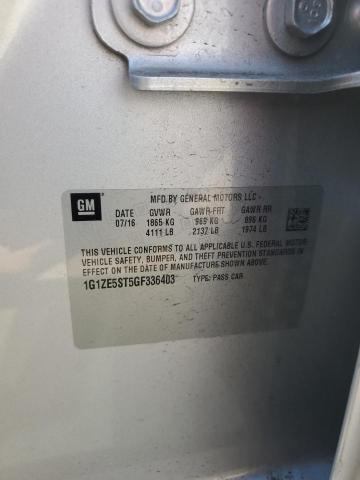 GM
MFD BY GENERAL MOTORS LLC
DATE GVWR GAWR-FRT GAWR RR
07/16 1865 KG 969 KG 896 KG
4111 LB 2137 LB 1974 LB
THIS VEHICLE CONFORMS TO ALL APPLICABLE U.S. FEDERAL MOTOR
VEHICLE SAFETY, BUMPER, AND THEFT PREVENTION STANDARDS
IN EFFECT ON THE DATE OF MANUFACTURE SHOWN ABOVE.
1G1ZE5ST5GF336403 TYPE: PASS CAR